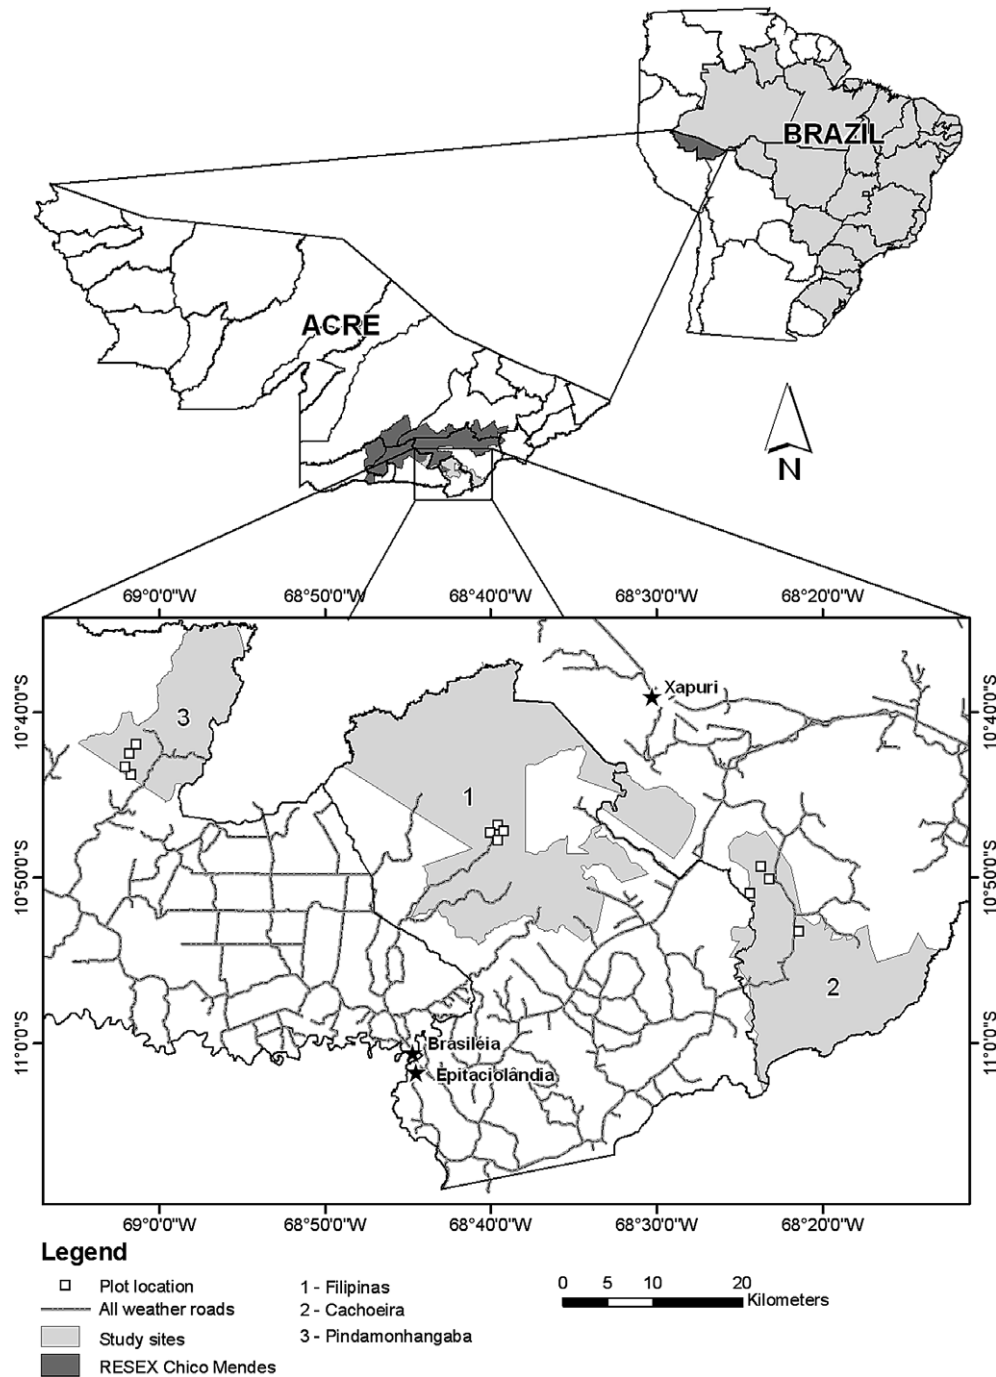 BRAZIL
ACRE
N
69°0'0"W 68°50'0"W 68°40'0"W 68°30'0"W 68°20'0"W
10°40'0"S 10°40'0"S
10°50'0"S 10°50'0"S
11°0'0"S 11°0'0"S
Xapuri
3
1
2
Brasiléia
Epitaciolândia
69°0'0"W 68°50'0"W 68°40'0"W 68°30'0"W 68°20'0"W
Legend
Plot location
All weather roads
Study sites
RESEX Chico Mendes
1 - Filipinas
2 - Cachoeira
3 - Pindamonhangaba
0 5 10 20
Kilometers